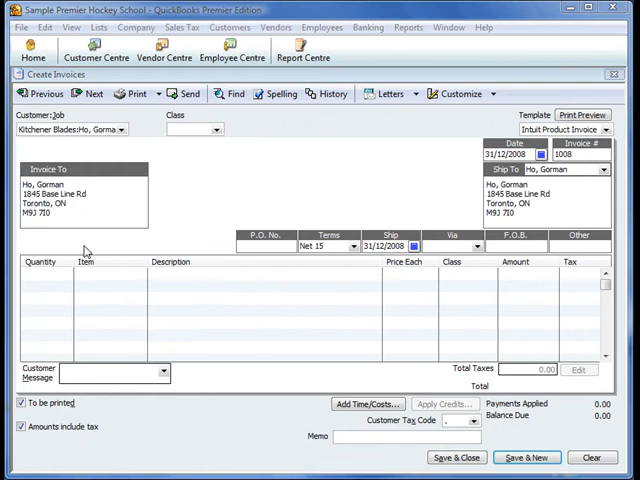 Sample Premier Hockey School - QuickBooks Premier Edition
File Edit View Lists Company Sales Tax Customers Vendors Employees Banking Reports Window Help
Home Customer Centre Vendor Centre Employee Centre Report Centre
Create Invoices
Previous Next Print Send Find Spelling History Letters Customize
Customer:Job Class Template Print Preview
Kitchener Blades:Ho, Gorma Intuit Product Invoice
Date Invoice #
31/12/2008 1008
Invoice To Ship To Ho, Gorman
Ho, Gorman Ho, Gorman
1845 Base Line Rd 1845 Base Line Rd
Toronto, ON Toronto, ON
M9J 7I0 M9J 7I0
P.O. No. Terms Ship Via F.O.B. Other
Net 15 31/12/2008
Quantity Item Description Price Each Class Amount Tax
Customer Total Taxes 0.00 Edit
Message
Total
To be printed Add Time/Costs... Apply Credits... Payments Applied 0.00
Customer Tax Code . Balance Due 0.00
Amounts include tax
Memo
Save & Close Save & New Clear